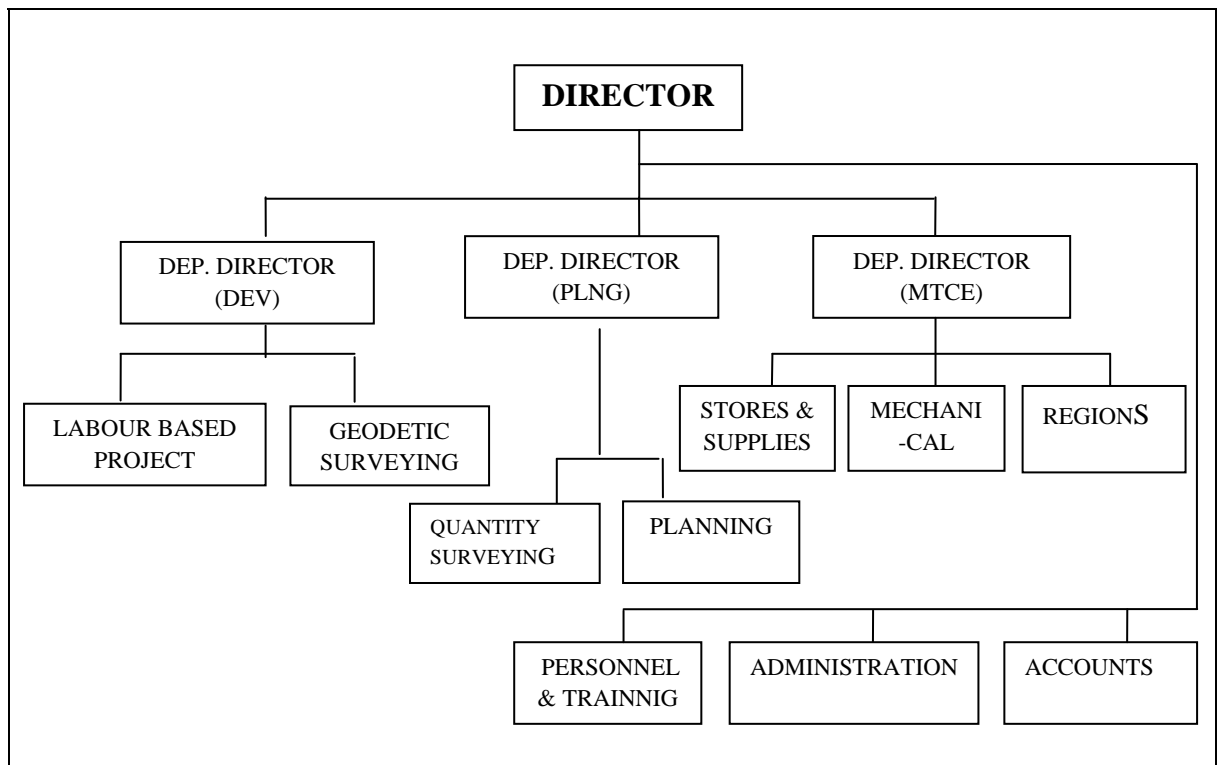 DIRECTOR
DEP. DIRECTOR
(DEV)
DEP. DIRECTOR
(PLNG)
DEP. DIRECTOR
(MTCE)
LABOUR BASED
PROJECT
GEODETIC
SURVEYING
STORES &
SUPPLIES
MECHANI
-CAL
REGIONS
QUANTITY
SURVEYING
PLANNING
PERSONNEL
& TRAINNIG
ADMINISTRATION
ACCOUNTS